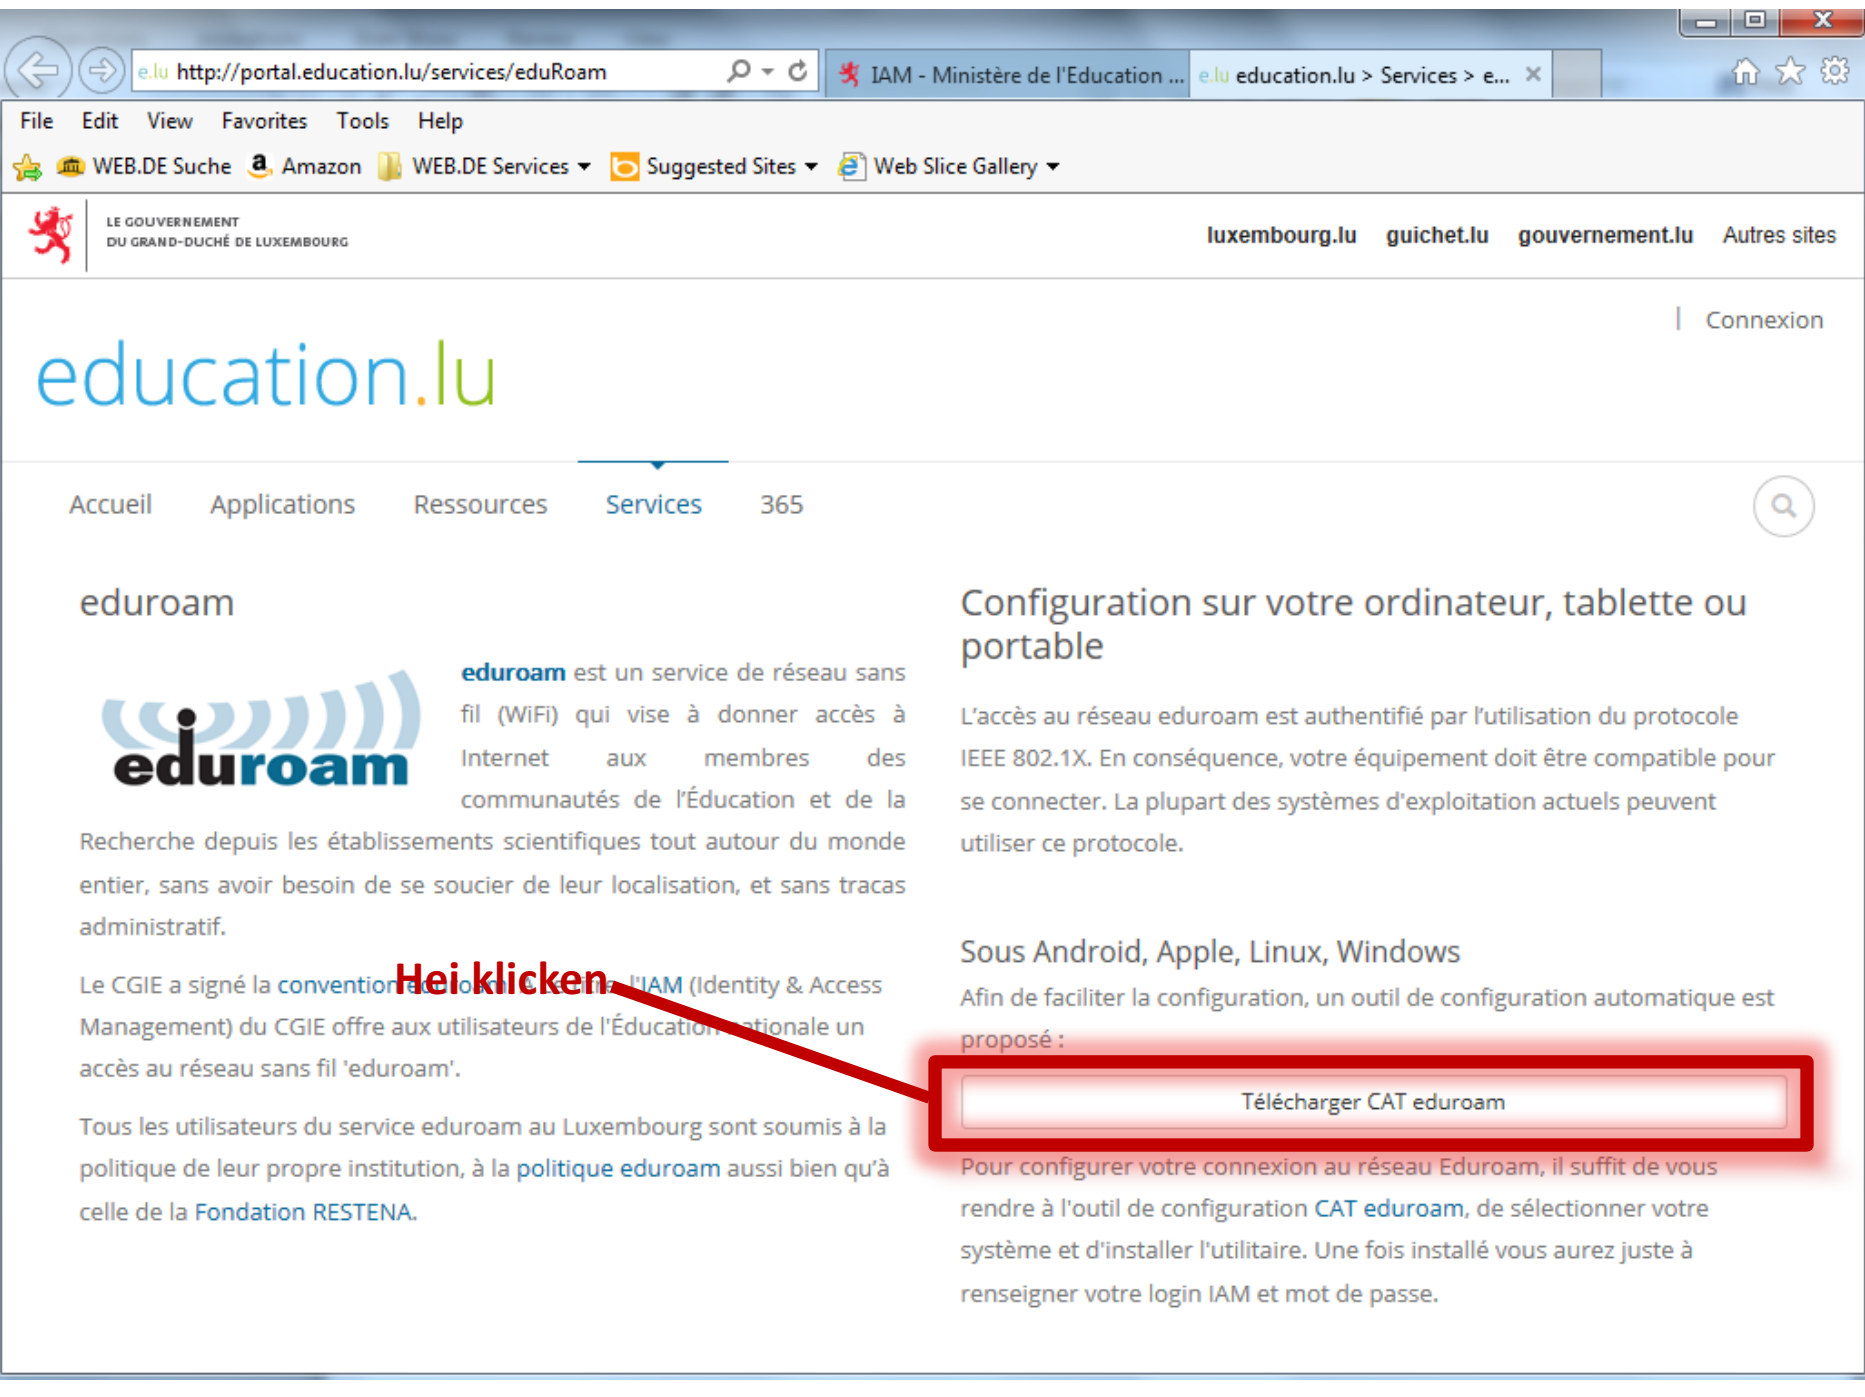 X
e.lu http://portal.education.lu/services/eduRoam
IAM - Ministère de l'Education ...
e.lu education.lu > Services > e...
File Edit View Favorites Tools Help
WEB.DE Suche a Amazon WEB.DE Services Suggested Sites Web Slice Gallery
LE GOUVERNEMENT
DU GRAND-DUCHÉ DE LUXEMBOURG
luxembourg.lu guichet.lu gouvernement.lu Autres sites
| Connexion
education.lu
Accueil Applications Ressources Services 365
eduroam
eduroam
eduroam est un service de réseau sans
fil (WiFi) qui vise à donner accès à
Internet aux membres des
communautés de l'Éducation et de la
Recherche depuis les établissements scientifiques tout autour du monde
entier, sans avoir besoin de se soucier de leur localisation, et sans tracas
administratif.
Le CGIE a signé la convention eduroam. A ce titre, l'IAM (Identity & Access
Management) du CGIE offre aux utilisateurs de l'Éducation nationale un
accès au réseau sans fil 'eduroam'.
Hei klicken
Tous les utilisateurs du service eduroam au Luxembourg sont soumis à la
politique de leur propre institution, à la politique eduroam aussi bien qu'à
celle de la Fondation RESTENA.
Configuration sur votre ordinateur, tablette ou
portable
L'accès au réseau eduroam est authentifié par l'utilisation du protocole
IEEE 802.1X. En conséquence, votre équipement doit être compatible pour
se connecter. La plupart des systèmes d'exploitation actuels peuvent
utiliser ce protocole.
Sous Android, Apple, Linux, Windows
Afin de faciliter la configuration, un outil de configuration automatique est
proposé :
Télécharger CAT eduroam
Pour configurer votre connexion au réseau Eduroam, il suffit de vous
rendre à l'outil de configuration CAT eduroam, de sélectionner votre
système et d'installer l'utilitaire. Une fois installé vous aurez juste à
renseigner votre login IAM et mot de passe.